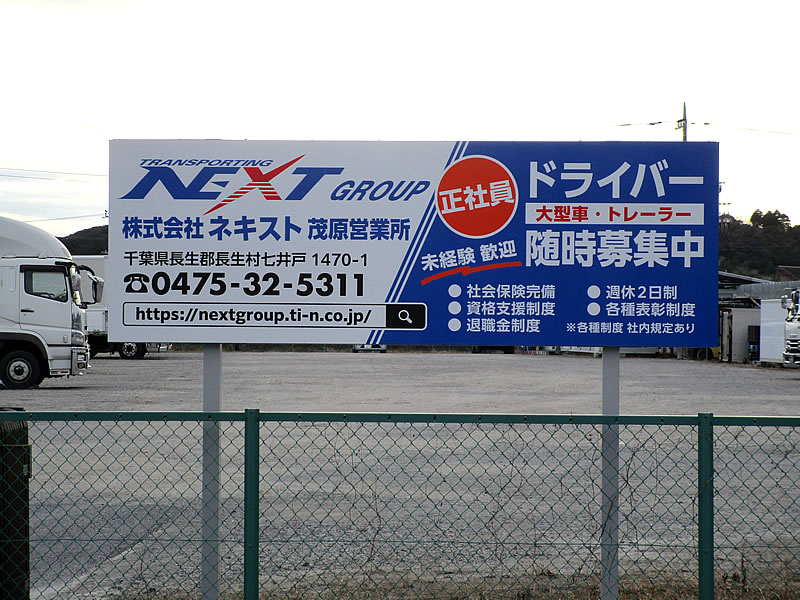 TRANSPORTING
NEXT GROUP
株式会社 ネキスト 茂原営業所
千葉県長生郡長生村七井戸 1470-1
☎0475-32-5311
https://nextgroup.ti-n.co.jp/
正社員
未経験 歓迎
ドライバー
大型車・トレーラー
随時募集中
●社会保険完備
●資格支援制度
●退職金制度
●週休2日制
●各種表彰制度
※各種制度 社内規定あり